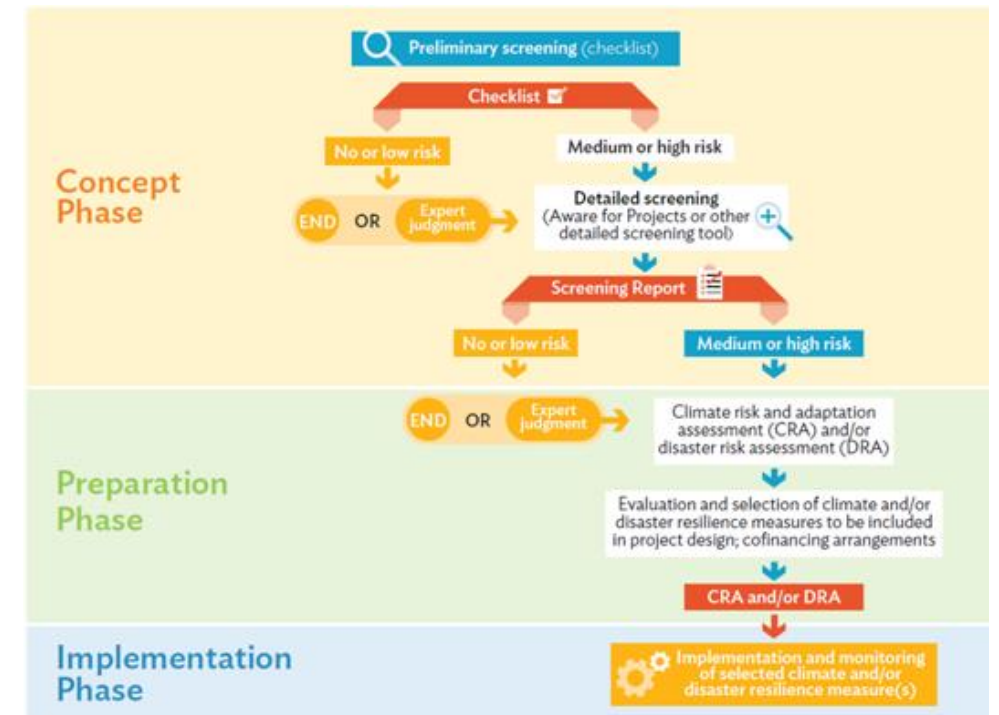 Preliminary screening (checklist)
Checklist
No or low risk
Medium or high risk
Concept
Phase
END OR Expert
judgment
Detailed screening
(Aware for Projects or other
detailed screening tool)
Screening Report
No or low risk
Medium or high risk
END OR Expert
judgment
Climate risk and adaptation
assessment (CRA) and/or
disaster risk assessment (DRA)
Preparation
Phase
Evaluation and selection of climate and/or
disaster resilience measures to be included
in project design; cofinancing arrangements
CRA and/or DRA
Implementation
Phase
Implementation and monitoring
of selected climate and/or
disaster resilience measure(s)